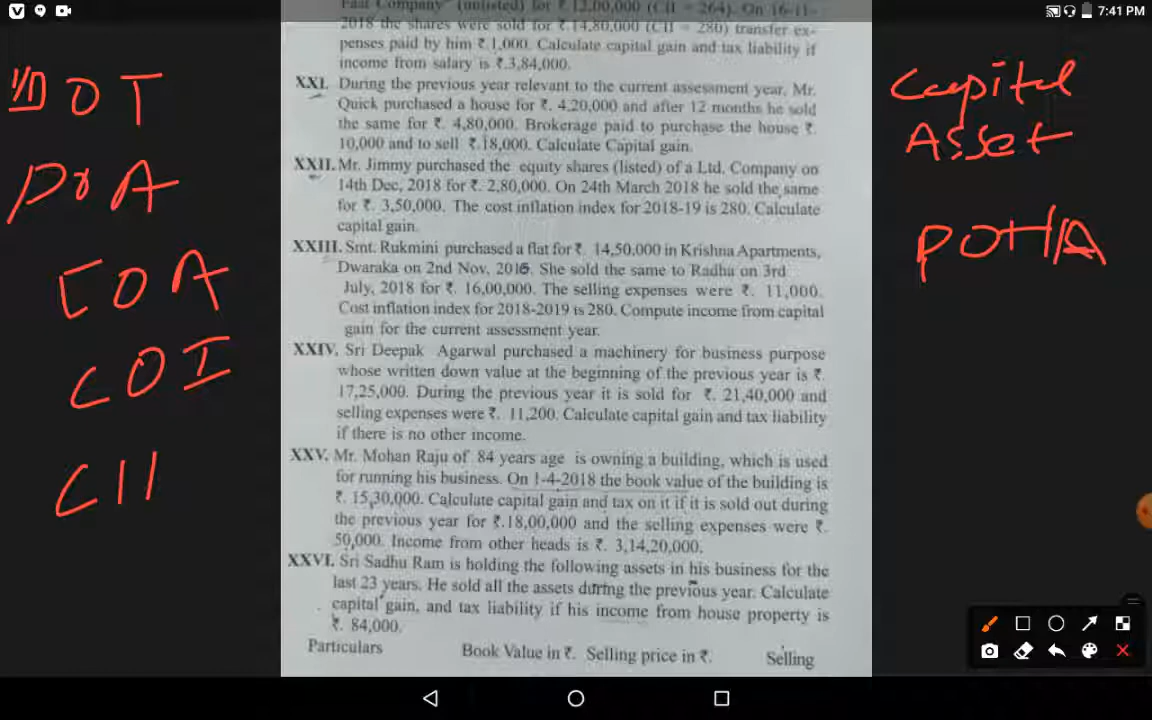 7:41 PM
Faat Company" (unlisted) for ₹.12,00,000 (CII = 264). On 16-11-
2018 the shares were sold for ₹.14,80,000 (CII = 280) transfer ex-
penses paid by him ₹.1,000. Calculate capital gain and tax liability if
income from salary is ₹.3,84,000.
XXI. During the previous year relevant to the current assessment year, Mr.
Quick purchased a house for ₹. 4,20,000 and after 12 months he sold
the same for ₹. 4,80,000. Brokerage paid to purchase the house ₹.
10,000 and to sell ₹.18,000. Calculate Capital gain.
XXII. Mr. Jimmy purchased the equity shares (listed) of a Ltd. Company on
14th Dec, 2018 for ₹. 2,80,000. On 24th March 2018 he sold the same
for ₹. 3,50,000. The cost inflation index for 2018-19 is 280. Calculate
capital gain.
XXIII. Smt. Rukmini purchased a flat for ₹. 14,50,000 in Krishna Apartments,
Dwaraka on 2nd Nov, 2016. She sold the same to Radha on 3rd
July, 2018 for ₹. 16,00,000. The selling expenses were ₹. 11,000.
Cost inflation index for 2018-2019 is 280. Compute income from capital
gain for the current assessment year.
XXIV. Sri Deepak Agarwal purchased a machinery for business purpose
whose written down value at the beginning of the previous year is ₹.
17,25,000. During the previous year it is sold for ₹. 21,40,000 and
selling expenses were ₹. 11,200. Calculate capital gain and tax liability
if there is no other income.
XXV. Mr. Mohan Raju of 84 years age is owning a building, which is used
for running his business. On 1-4-2018 the book value of the building is
₹. 15,30,000. Calculate capital gain and tax on it if it is sold out during
the previous year for ₹.18,00,000 and the selling expenses were ₹.
50,000. Income from other heads is ₹. 3,14,20,000.
XXVI. Sri Sadhu Ram is holding the following assets in his business for the
last 23 years. He sold all the assets during the previous year. Calculate
capital gain, and tax liability if his income from house property is
₹. 84,000.
Particulars Book Value in ₹. Selling price in ₹. Selling
O T
A
O A
C O I
C I I
Capital
Asset
POHA